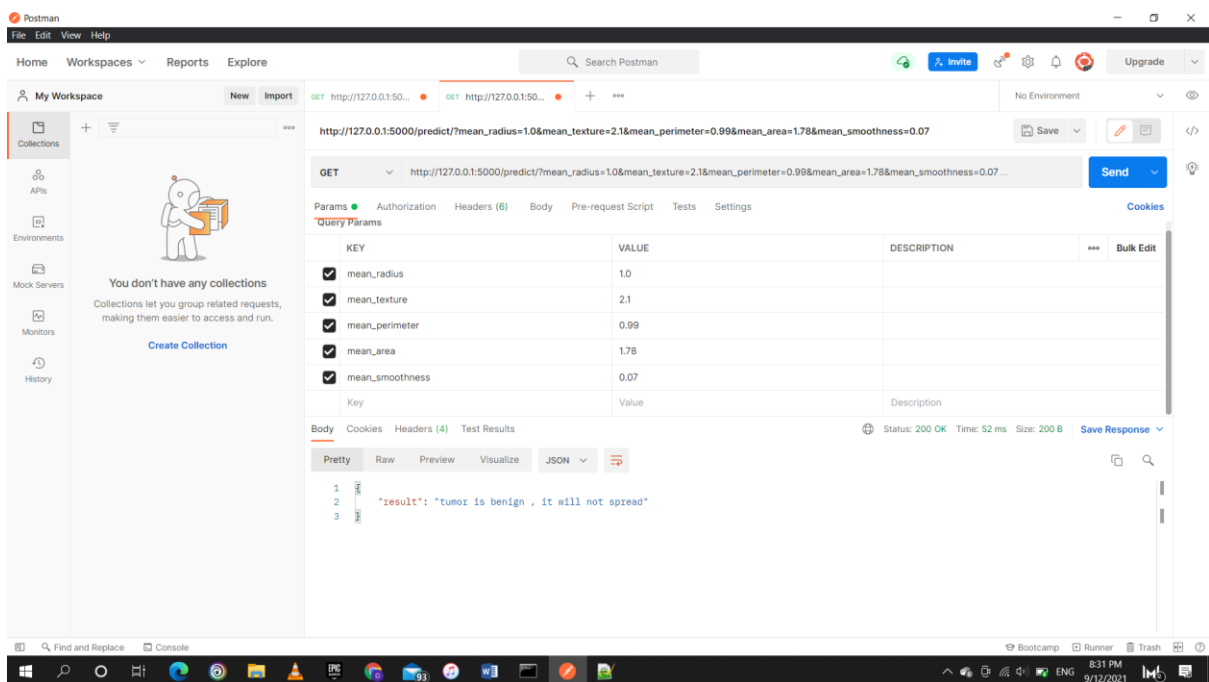 Postman
File Edit View Help
Home Workspaces Reports Explore
Search Postman
Invite
Upgrade
My Workspace
New Import
GET http://127.0.0.1:50...
GET http://127.0.0.1:50...
No Environment
Collections
APIs
Environments
Mock Servers
Monitors
History
You don't have any collections
Collections let you group related requests,
making them easier to access and run.
Create Collection
http://127.0.0.1:5000/predict/?mean_radius=1.0&mean_texture=2.1&mean_perimeter=0.99&mean_area=1.78&mean_smoothness=0.07
Save
GET http://127.0.0.1:5000/predict/?mean_radius=1.0&mean_texture=2.1&mean_perimeter=0.99&mean_area=1.78&mean_smoothness=0.07...
Send
Params Authorization Headers (6) Body Pre-request Script Tests Settings Cookies
Query Params
KEY VALUE DESCRIPTION Bulk Edit
mean_radius 1.0
mean_texture 2.1
mean_perimeter 0.99
mean_area 1.78
mean_smoothness 0.07
Key Value Description
Body Cookies Headers (4) Test Results Status: 200 OK Time: 52 ms Size: 200 B Save Response
Pretty Raw Preview Visualize JSON
1 {
2 "result": "tumor is benign , it will not spread"
3 }
Find and Replace Console Bootcamp Runner Trash
EPIC
93
ENG
8:31 PM
9/12/2021